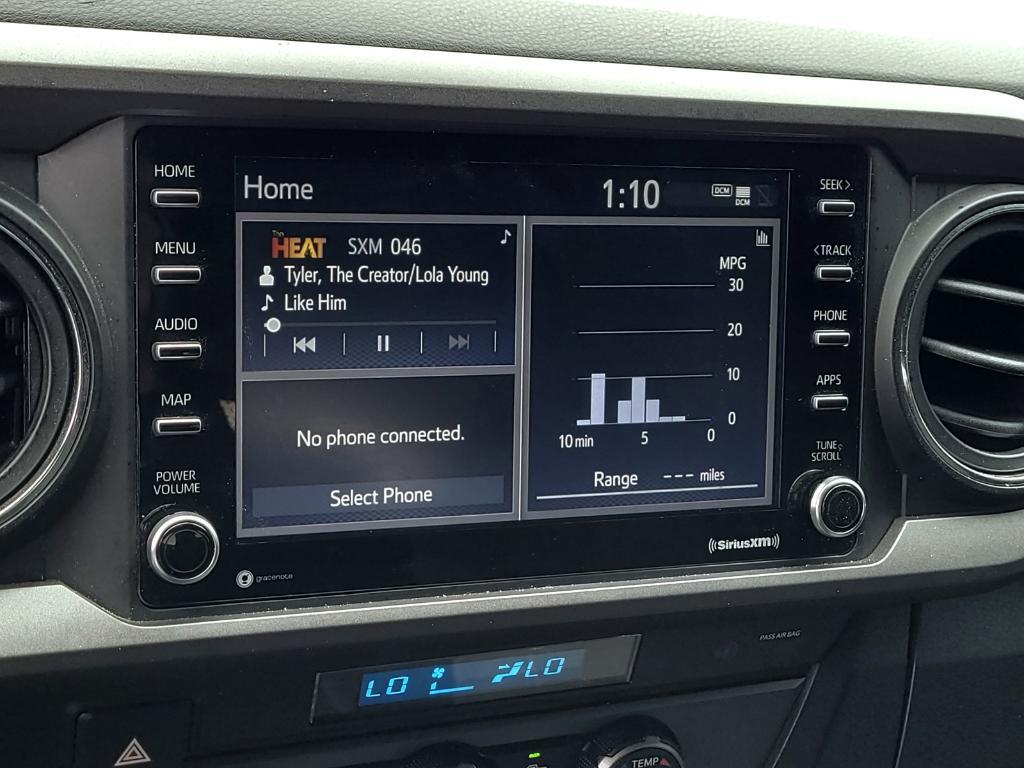 HOME
MENU
AUDIO
MAP
POWER
VOLUME
Home
1:10
DCM
DCM
The
HEAT SXM 046
Tyler, The Creator/Lola Young
Like Him
No phone connected.
Select Phone
MPG
30
20
10
0
10 min 5 0
Range --- miles
SEEK >
< TRACK
PHONE
APPS
TUNE
SCROLL
gracenote
((SiriusXM))
PASS AIR BAG
LO LO
TEMP